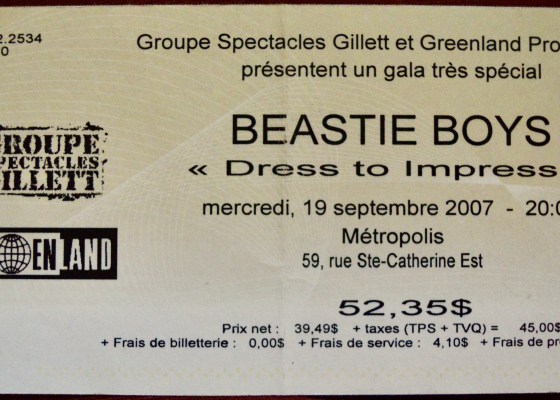 2.2534
0
Groupe Spectacles Gillett et Greenland Pro
présentent un gala très spécial
GROUPE
SPECTACLES
GILLETT
BEASTIE BOYS
« Dress to Impress
mercredi, 19 septembre 2007 - 20:0
ENLAND
Métropolis
59, rue Ste-Catherine Est
52,35$
Prix net : 39,49$ + taxes (TPS + TVQ) = 45,00$
+ Frais de billetterie : 0,00$ + Frais de service : 4,10$ + Frais de pr